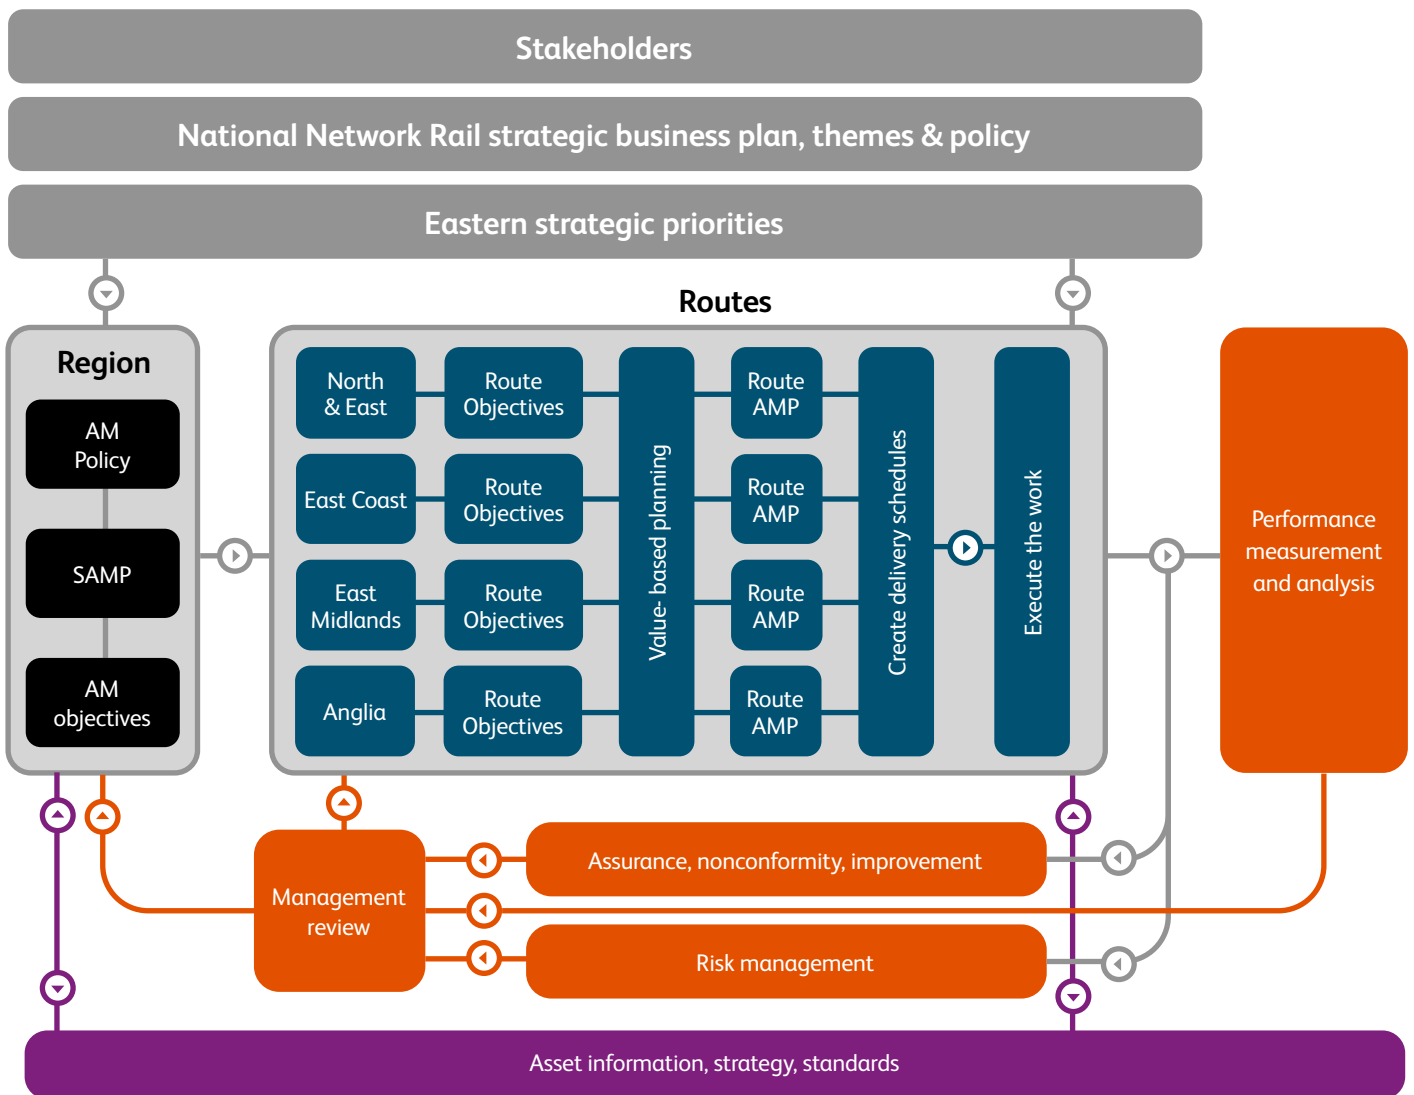 Stakeholders
National Network Rail strategic business plan, themes & policy
Eastern strategic priorities
Routes
Region
AM
Policy
SAMP
AM
objectives
North
& East
Route
Objectives
East Coast
Route
Objectives
East
Midlands
Route
Objectives
Anglia
Route
Objectives
Value- based planning
Route
AMP
Route
AMP
Route
AMP
Route
AMP
Create delivery schedules
Execute the work
Performance
measurement
and analysis
Management
review
Assurance, nonconformity, improvement
Risk management
Asset information, strategy, standards